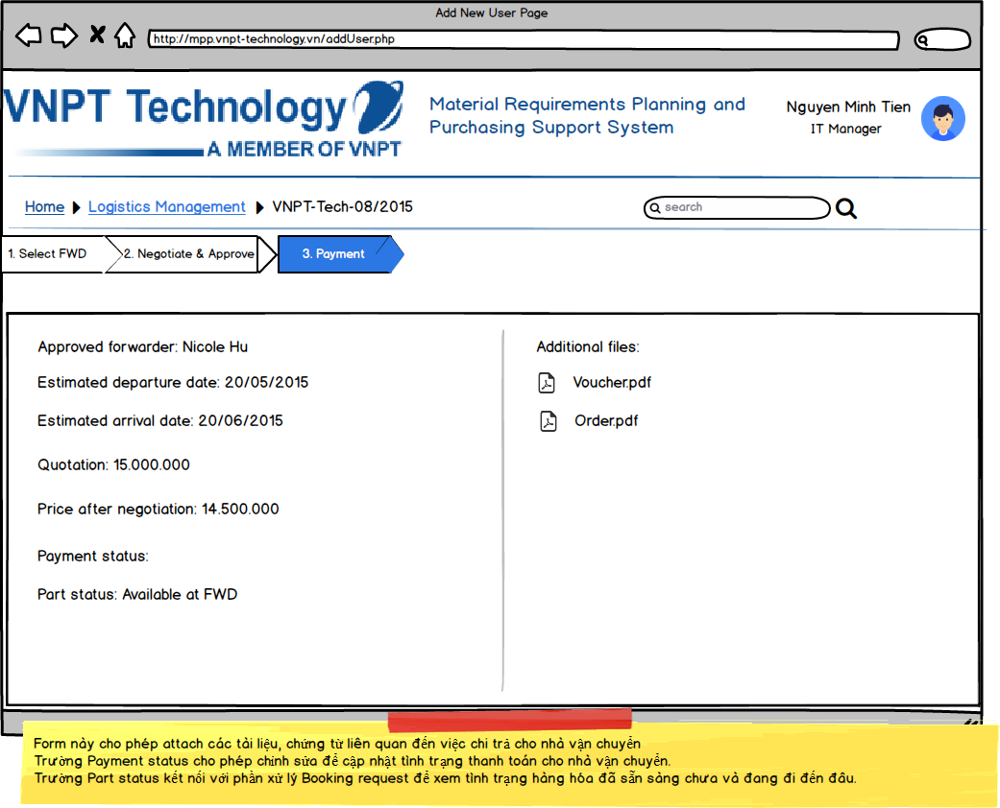 Add New User Page
http://mpp.vnpt-technology.vn/addUser.php
VNPT Technology
A MEMBER OF VNPT
Material Requirements Planning and
Purchasing Support System
Nguyen Minh Tien
IT Manager
Home
Logistics Management
VNPT-Tech-08/2015
search
1. Select FWD
2. Negotiate & Approve
3. Payment
Approved forwarder: Nicole Hu
Estimated departure date: 20/05/2015
Estimated arrival date: 20/06/2015
Quotation: 15.000.000
Price after negotiation: 14.500.000
Payment status:
Part status: Available at FWD
Additional files:
Voucher.pdf
Order.pdf
Form này cho phép attach các tài liệu, chứng từ liên quan đến việc chi trả cho nhà vận chuyển
Trường Payment status cho phép chỉnh sửa để cập nhật tình trạng thanh toán cho nhà vận chuyển.
Trường Part status kết nối với phần xử lý Booking request để xem tình trạng hàng hóa đã sẵn sàng chưa và đang đi đến đâu.